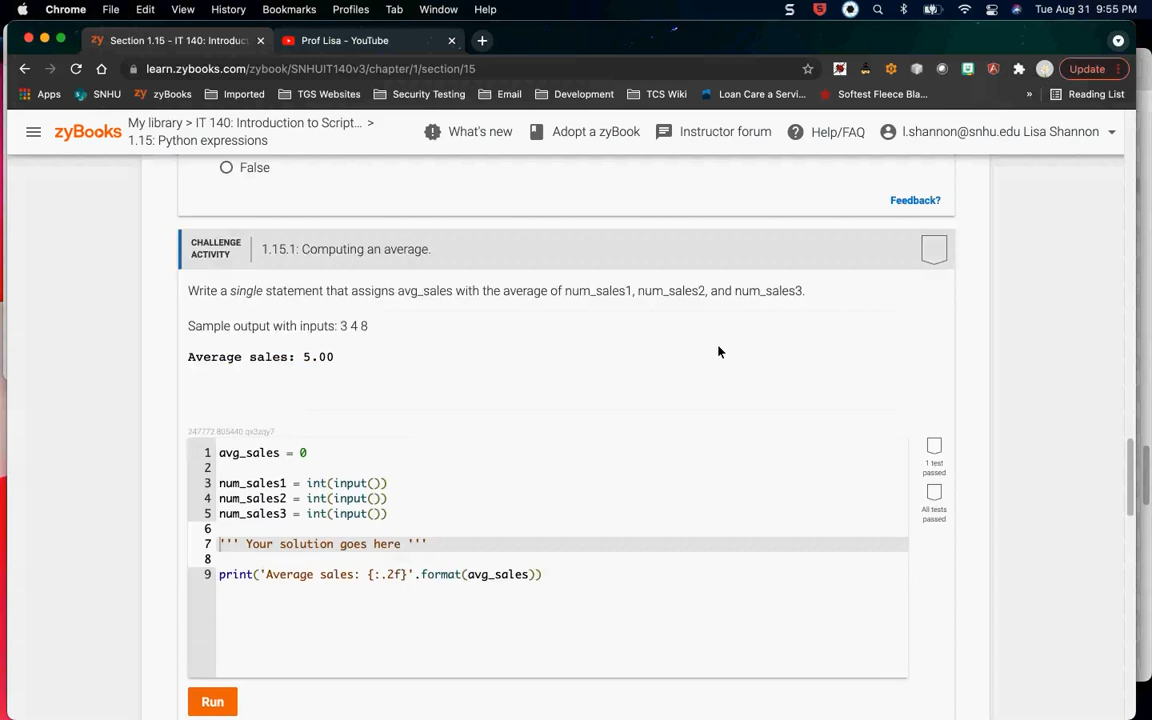 Chrome File Edit View History Bookmarks Profiles Tab Window Help Tue Aug 31 9:55 PM
zy Section 1.15 - IT 140: Introduc Prof Lisa - YouTube
learn.zybooks.com/zybook/SNHUIT140v3/chapter/1/section/15 Update
Apps SNHU zy zyBooks Imported TGS Websites Security Testing Email Development TCS Wiki Loan Care a Servi... Softest Fleece Bla... » Reading List
zyBooks My library > IT 140: Introduction to Script... > What's new Adopt a zyBook Instructor forum Help/FAQ l.shannon@snhu.edu Lisa Shannon
1.15: Python expressions
False
Feedback?
CHALLENGE ACTIVITY 1.15.1: Computing an average.
Write a single statement that assigns avg_sales with the average of num_sales1, num_sales2, and num_sales3.
Sample output with inputs: 3 4 8
Average sales: 5.00
247772.805440.qx3zqy7
1 avg_sales = 0
2
3 num_sales1 = int(input())
4 num_sales2 = int(input())
5 num_sales3 = int(input())
6
7 ''' Your solution goes here '''
8
9 print('Average sales: {:.2f}'.format(avg_sales))
1 test passed
All tests passed
Run